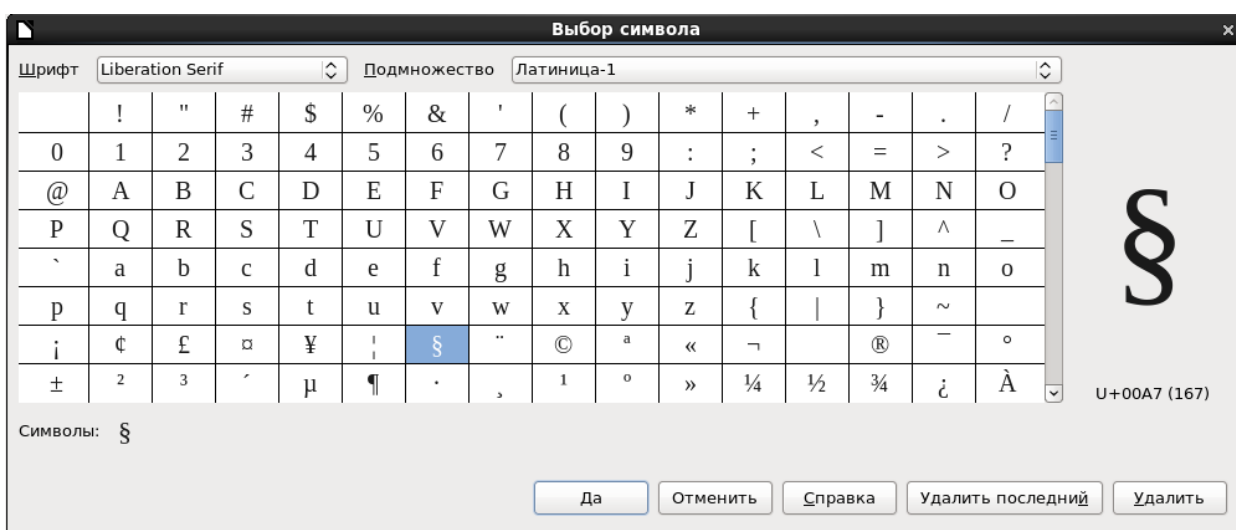 Выбор символа
Шрифт Liberation Serif Подмножество Латиница-1
! " # $ % & ' ( ) * + , - . /
0 1 2 3 4 5 6 7 8 9 : ; < = > ?
@ A B C D E F G H I J K L M N O
P Q R S T U V W X Y Z [ \ ] ^ _
` a b c d e f g h i j k l m n o
p q r s t u v w x y z { | } ~
¡ ¢ £ ¤ ¥ ¦ § ¨ © ª « ¬ ® ¯ °
± ² ³ ´ µ ¶ · ¸ ¹ º » ¼ ½ ¾ ¿ À
§
U+00A7 (167)
Символы: §
Да Отменить Справка Удалить последний Удалить